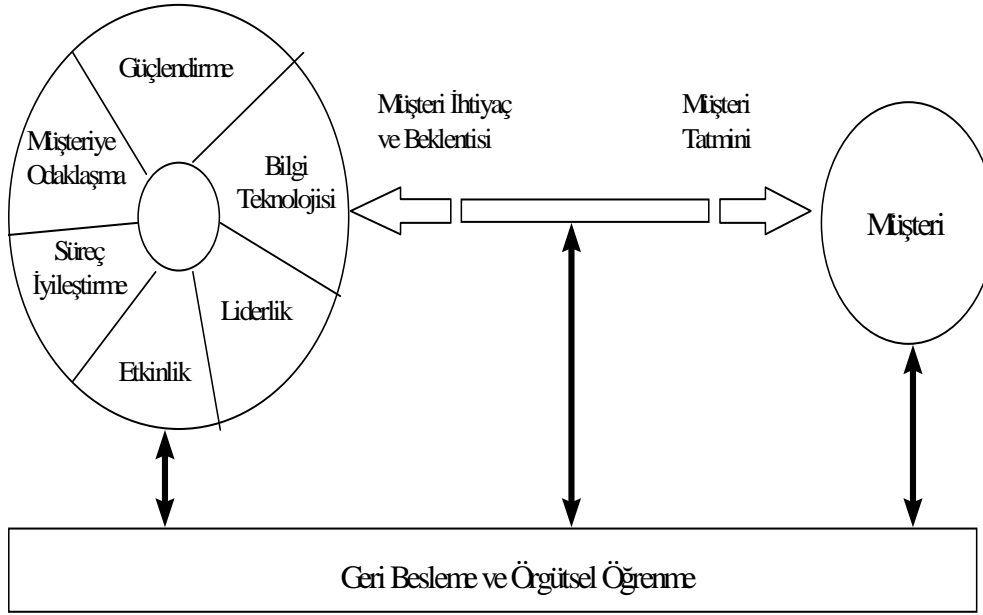 Güçlendirme
Müşteriye
Odaklaşma
Bilgi
Teknolojisi
Süreç
İyileştirme
Liderlik
Etkinlik
Müşteri İhtiyaç
ve Beklentisi
Müşteri
Tatmini
Müşteri
Geri Besleme ve Örgütsel Öğrenme